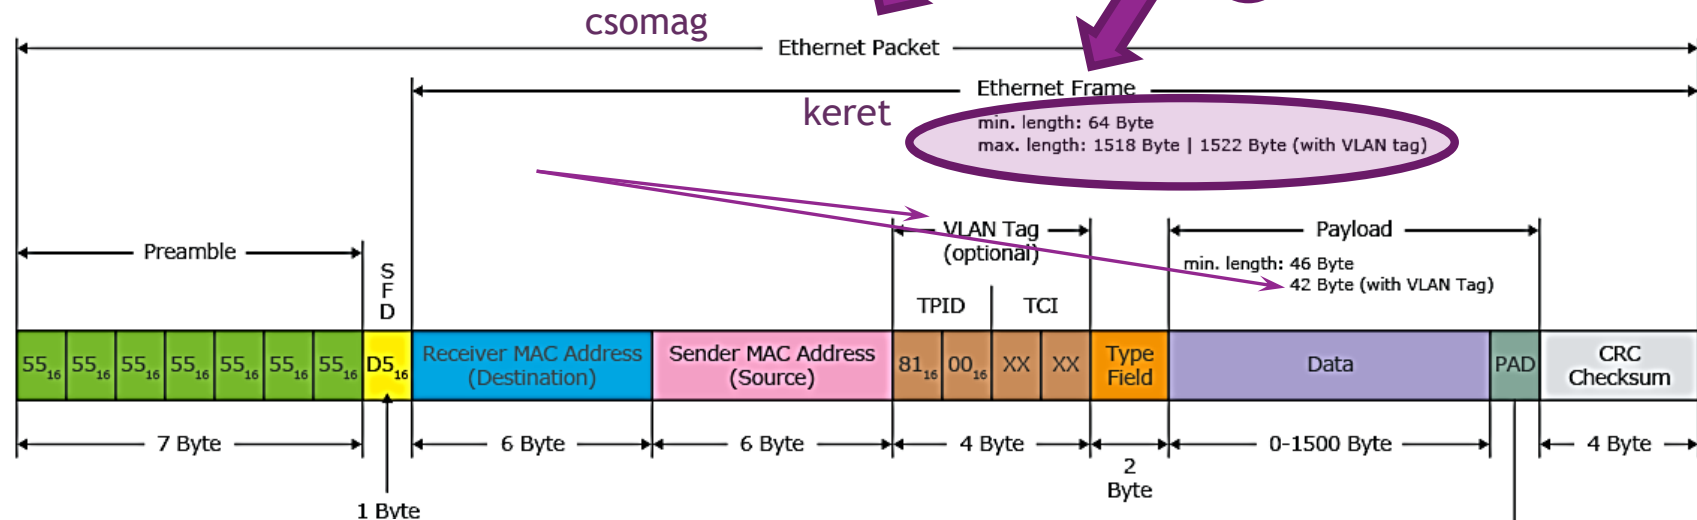 csomag
Ethernet Packet
Ethernet Frame
keret
min. length: 64 Byte
max. length: 1518 Byte | 1522 Byte (with VLAN tag)
Preamble
S
F
D
VLAN Tag
(optional)
TPID
TCI
Payload
min. length: 46 Byte
42 Byte (with VLAN Tag)
55₁₆ 55₁₆ 55₁₆ 55₁₆ 55₁₆ 55₁₆ 55₁₆ D5₁₆
Receiver MAC Address
(Destination)
Sender MAC Address
(Source)
81₁₆ 00₁₆ XX XX
Type
Field
Data
PAD
CRC
Checksum
7 Byte
6 Byte
6 Byte
4 Byte
2
Byte
0-1500 Byte
4 Byte
1 Byte